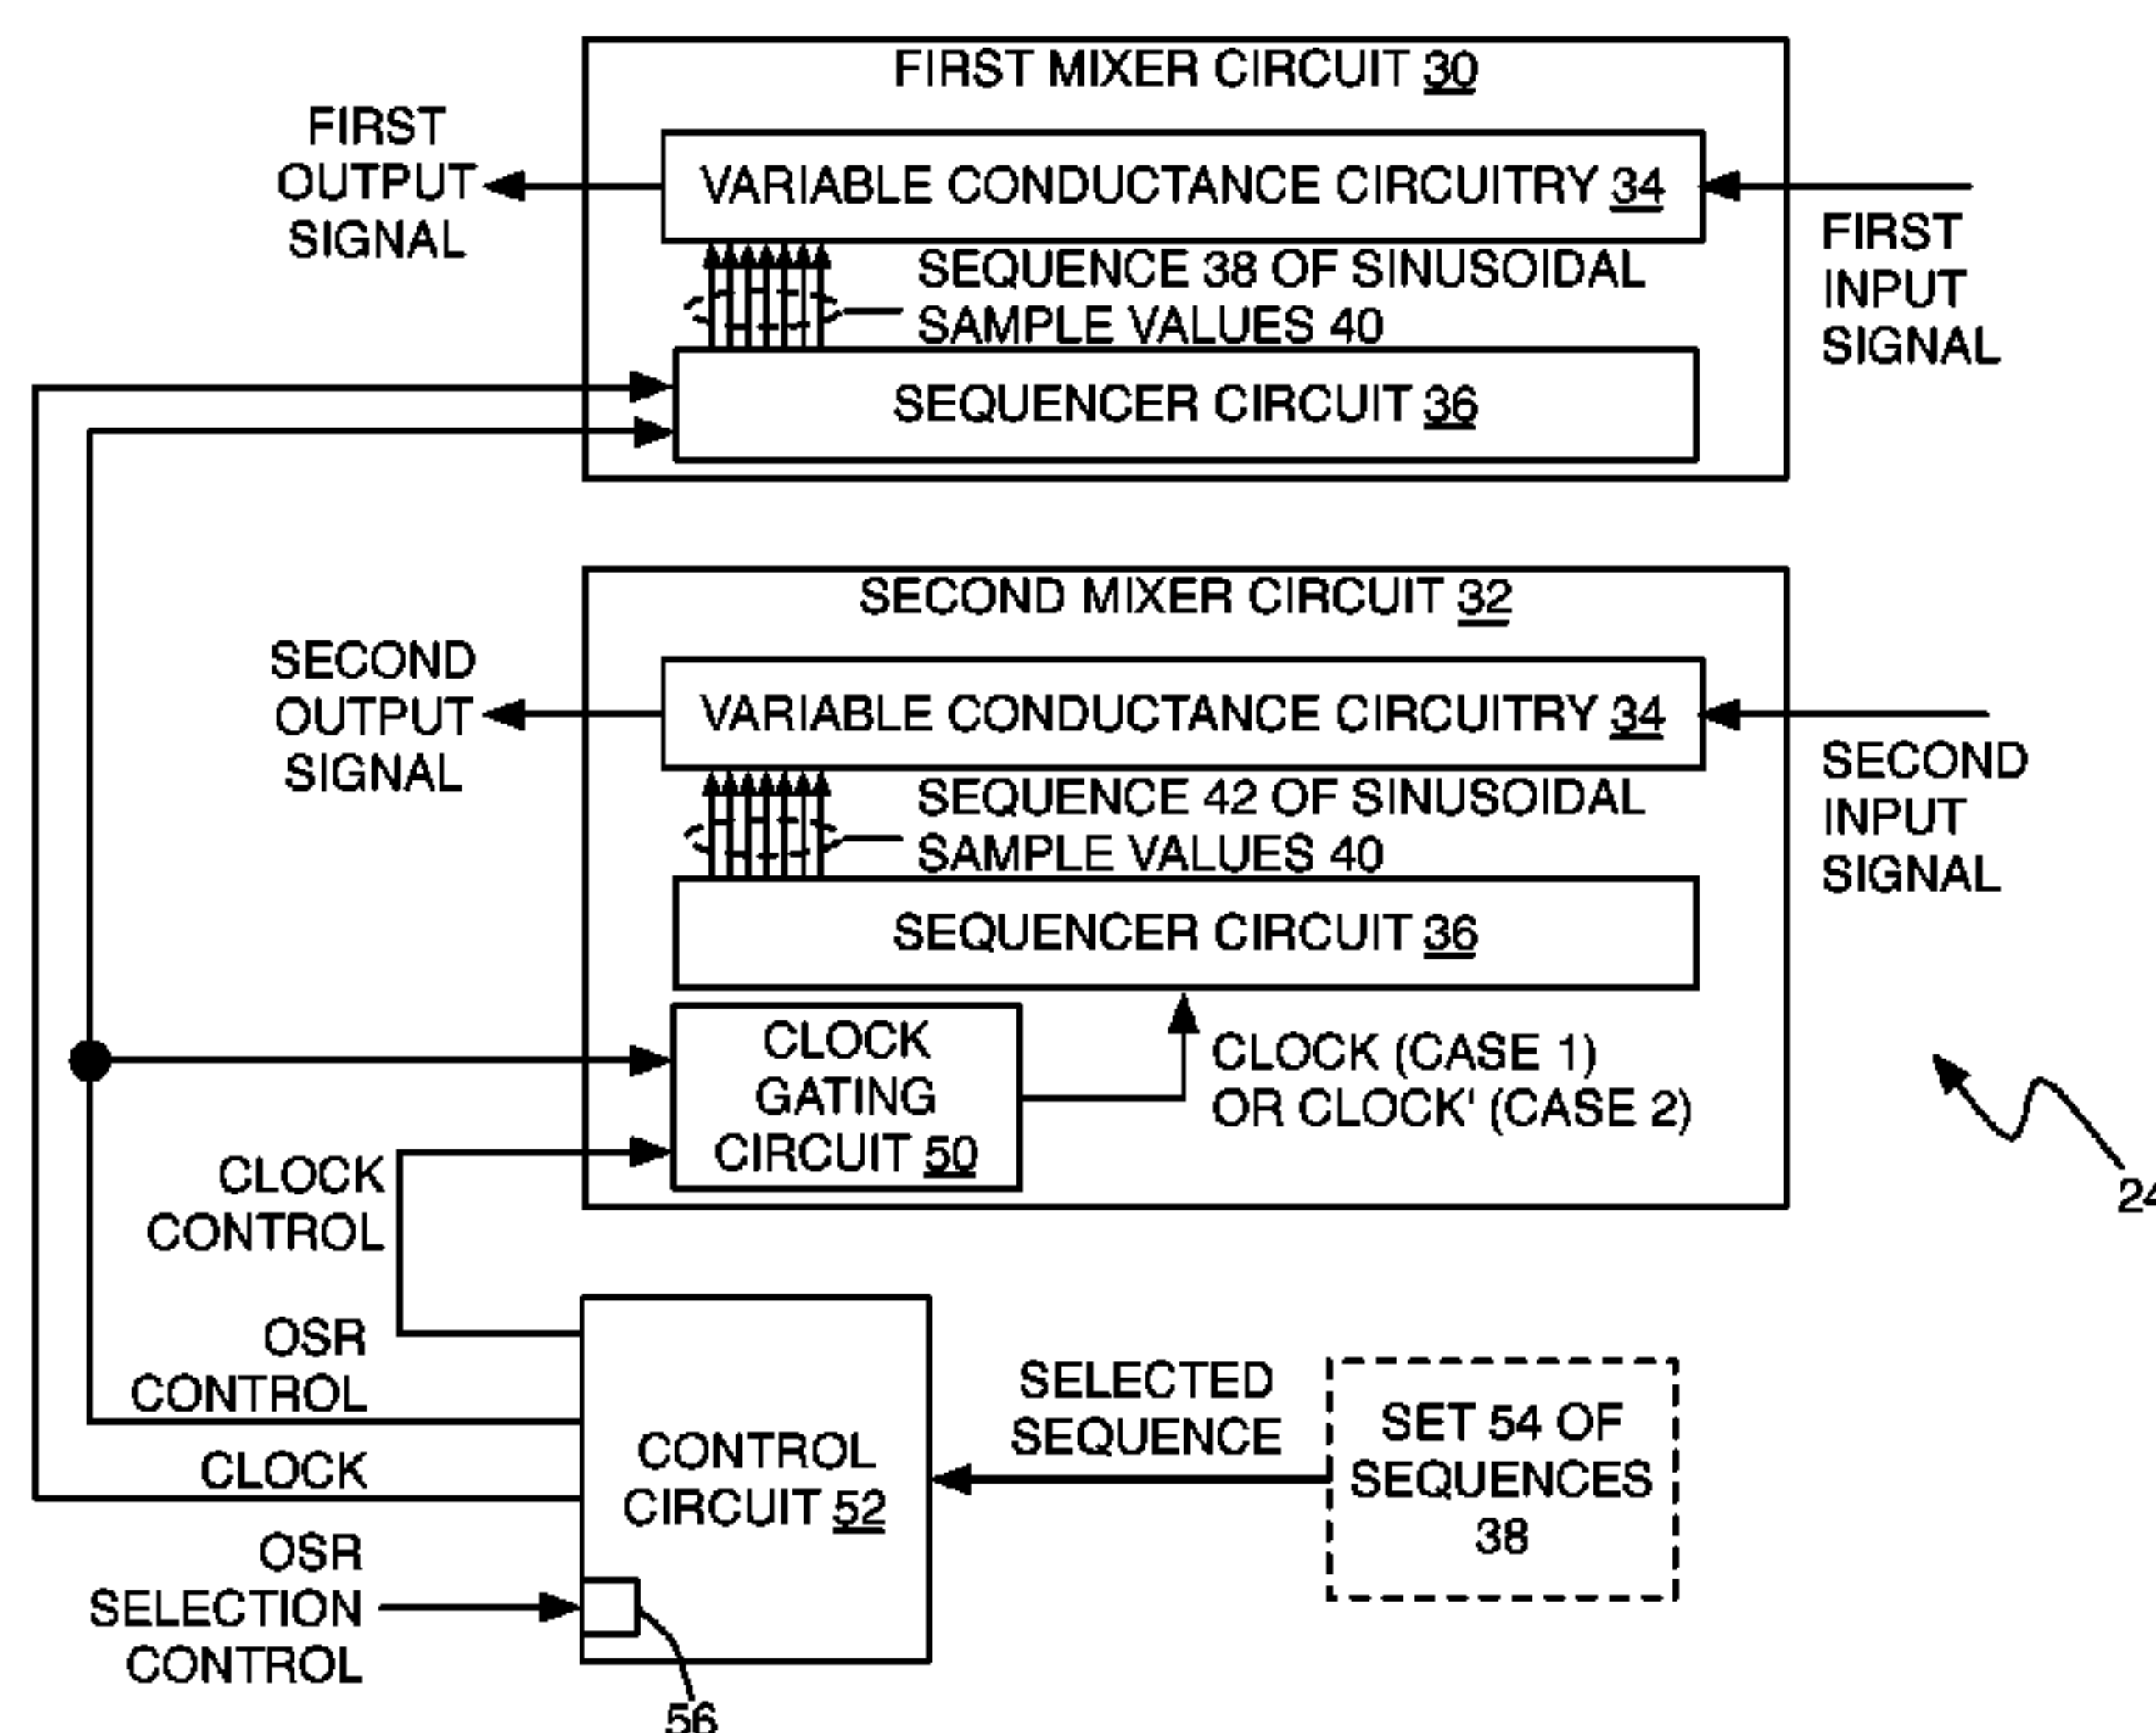 FIRST MIXER CIRCUIT 30
FIRST
OUTPUT
SIGNAL
VARIABLE CONDUCTANCE CIRCUITRY 34
FIRST
INPUT
SIGNAL
SEQUENCE 38 OF SINUSOIDAL
SAMPLE VALUES 40
SEQUENCER CIRCUIT 36
SECOND MIXER CIRCUIT 32
SECOND
OUTPUT
SIGNAL
VARIABLE CONDUCTANCE CIRCUITRY 34
SECOND
INPUT
SIGNAL
SEQUENCE 42 OF SINUSOIDAL
SAMPLE VALUES 40
SEQUENCER CIRCUIT 36
CLOCK
GATING
CIRCUIT 50
CLOCK (CASE 1)
OR CLOCK' (CASE 2)
24
CLOCK
CONTROL
OSR
CONTROL
CLOCK
OSR
SELECTION
CONTROL
CONTROL
CIRCUIT 52
56
SELECTED
SEQUENCE
SET 54 OF
SEQUENCES
38